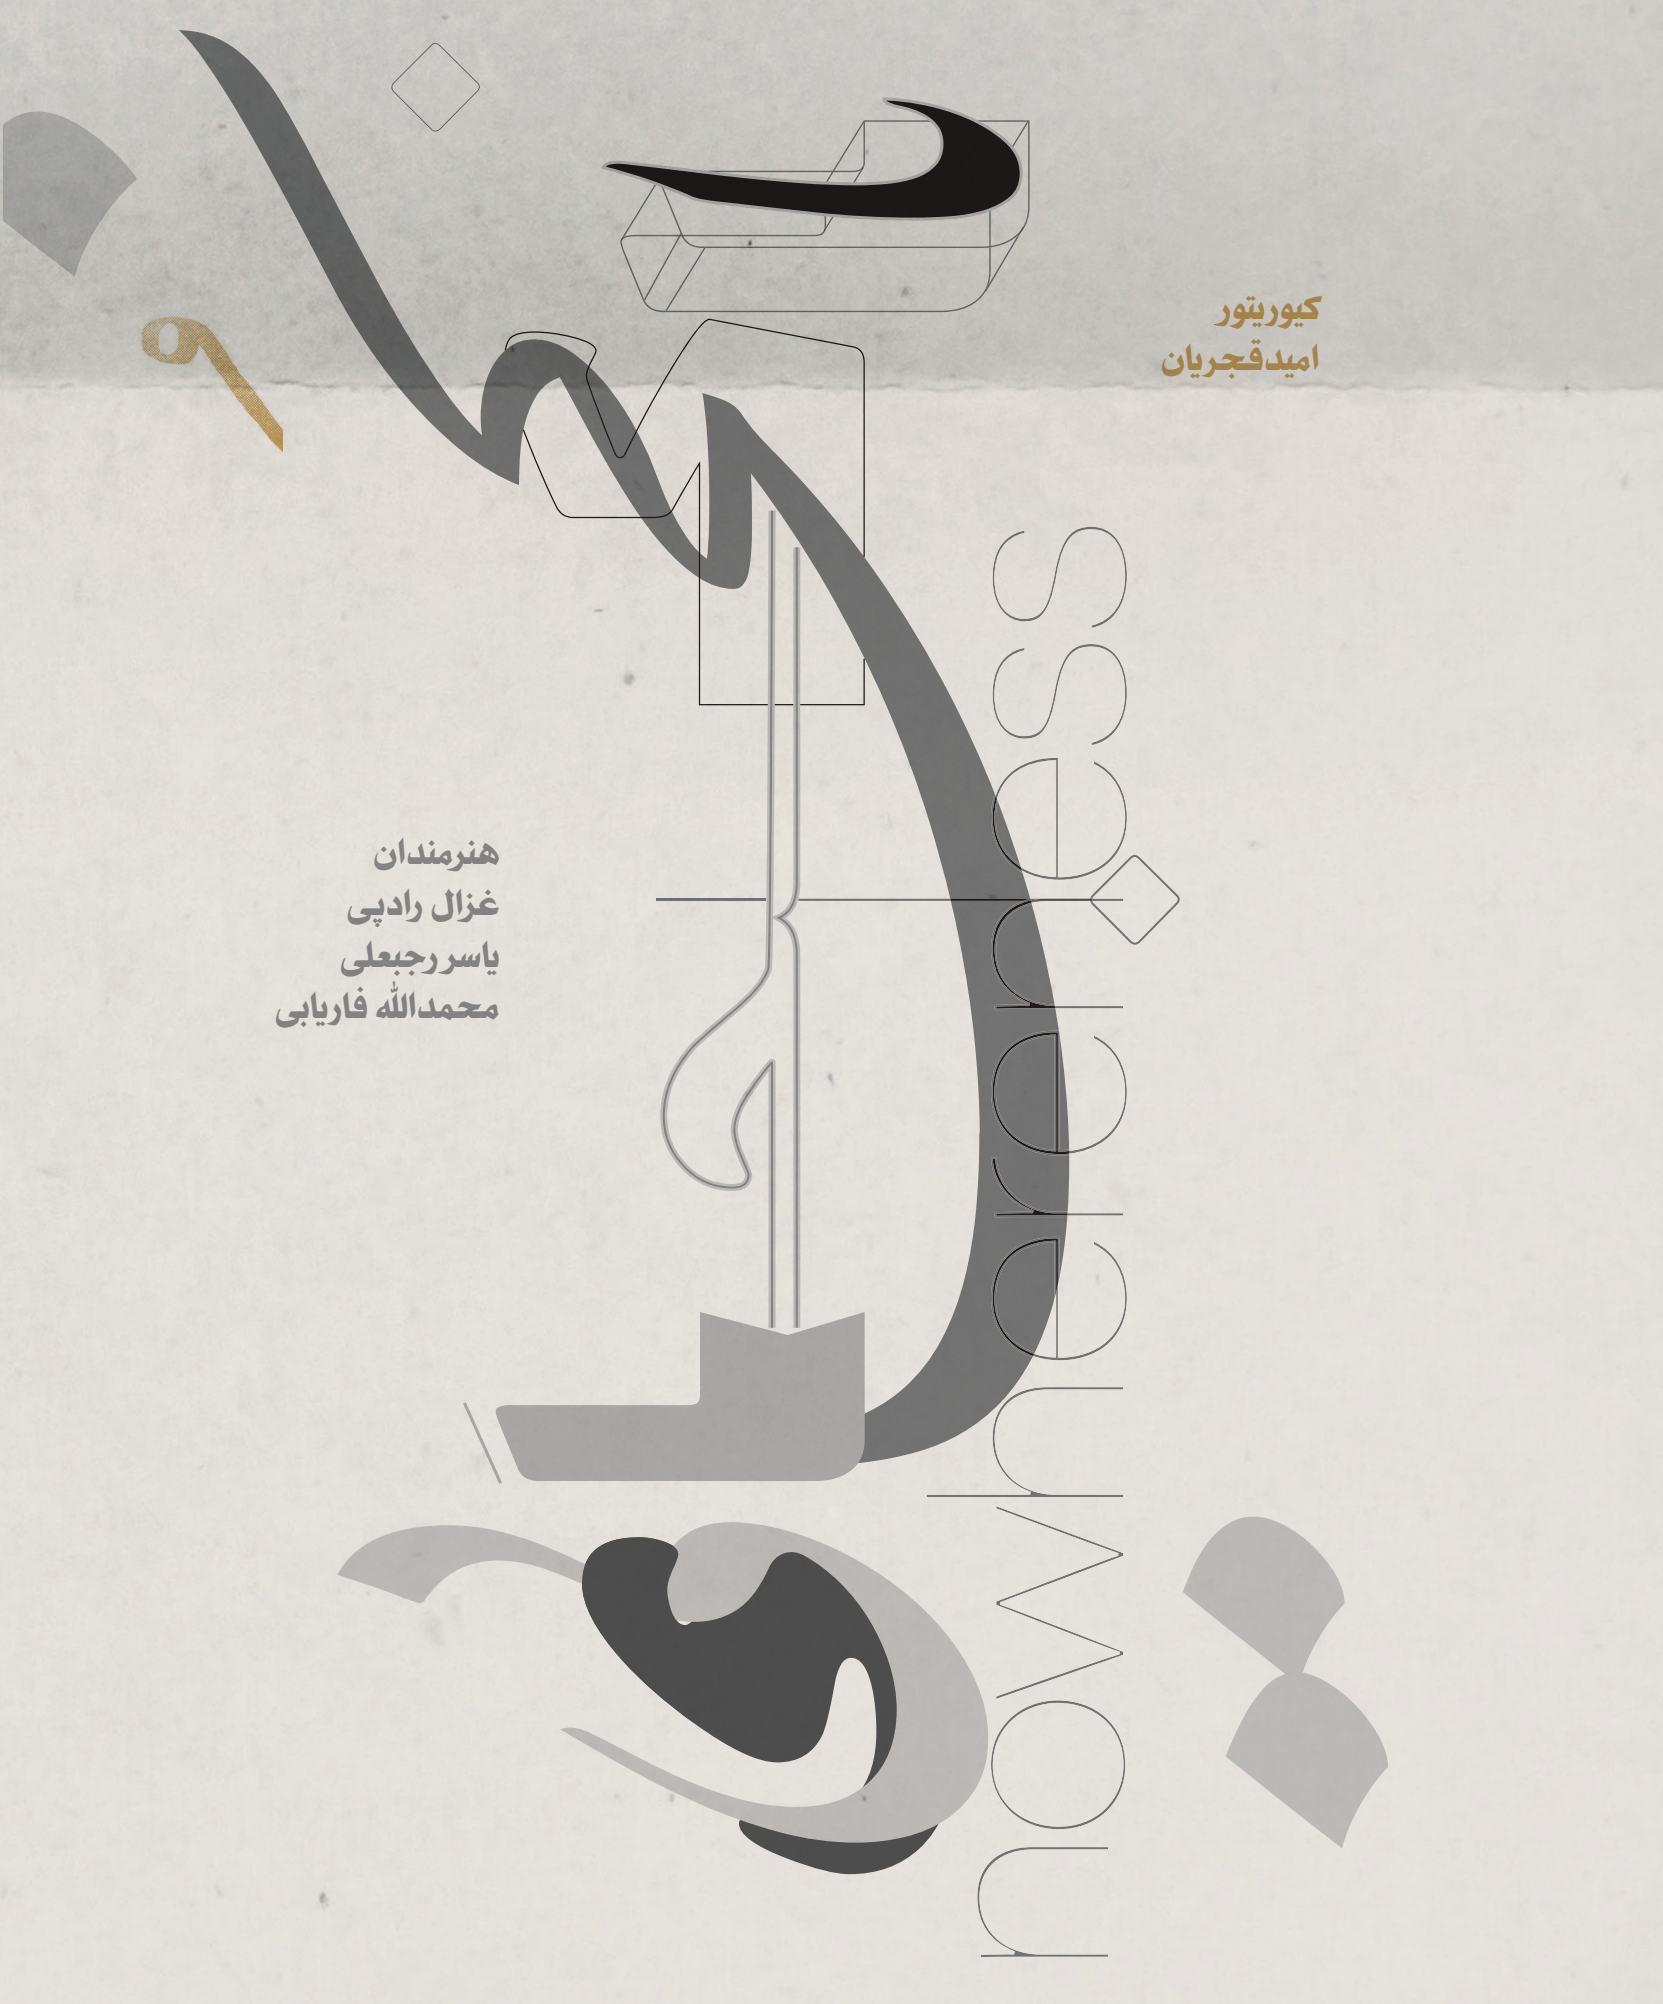 کیوریتور
امیدقجریان
هنرمندان
غزال رادپی
یاسر رجبعلی
محمدالله فاریابی
nowhereness